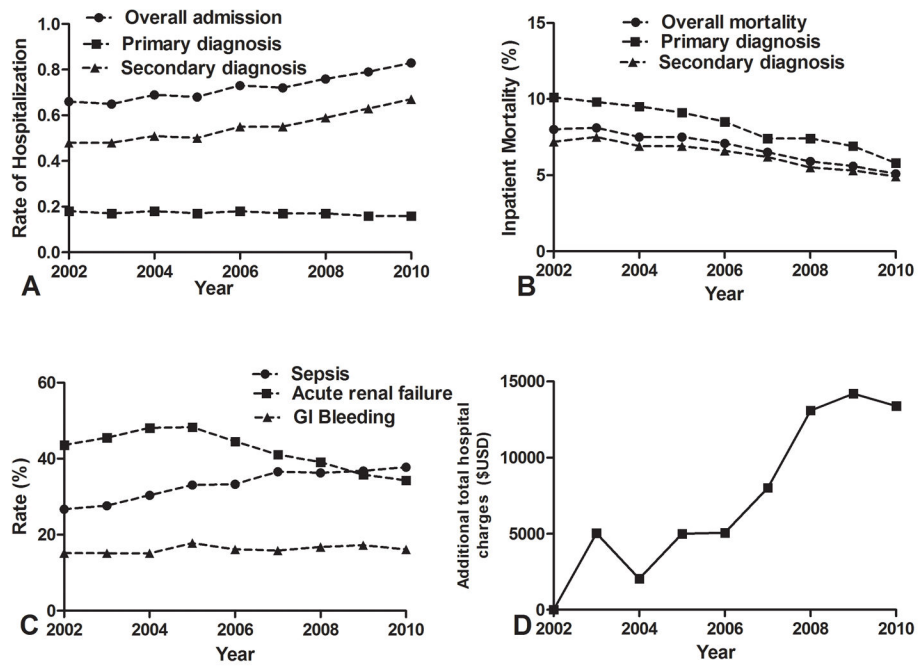 Overall admission
Primary diagnosis
Secondary diagnosis
Rate of Hospitalization
1.0
0.8
0.6
0.4
0.2
0.0
2002 2004 2006 2008 2010
Year
A
Overall mortality
Primary diagnosis
Secondary diagnosis
Inpatient Mortality (%)
15
10
5
0
2002 2004 2006 2008 2010
Year
B
Sepsis
Acute renal failure
GI Bleeding
Rate (%)
60
40
20
0
2002 2004 2006 2008 2010
Year
C
Additional total hospital
charges ($USD)
15000
10000
5000
0
2002 2004 2006 2008 2010
Year
D